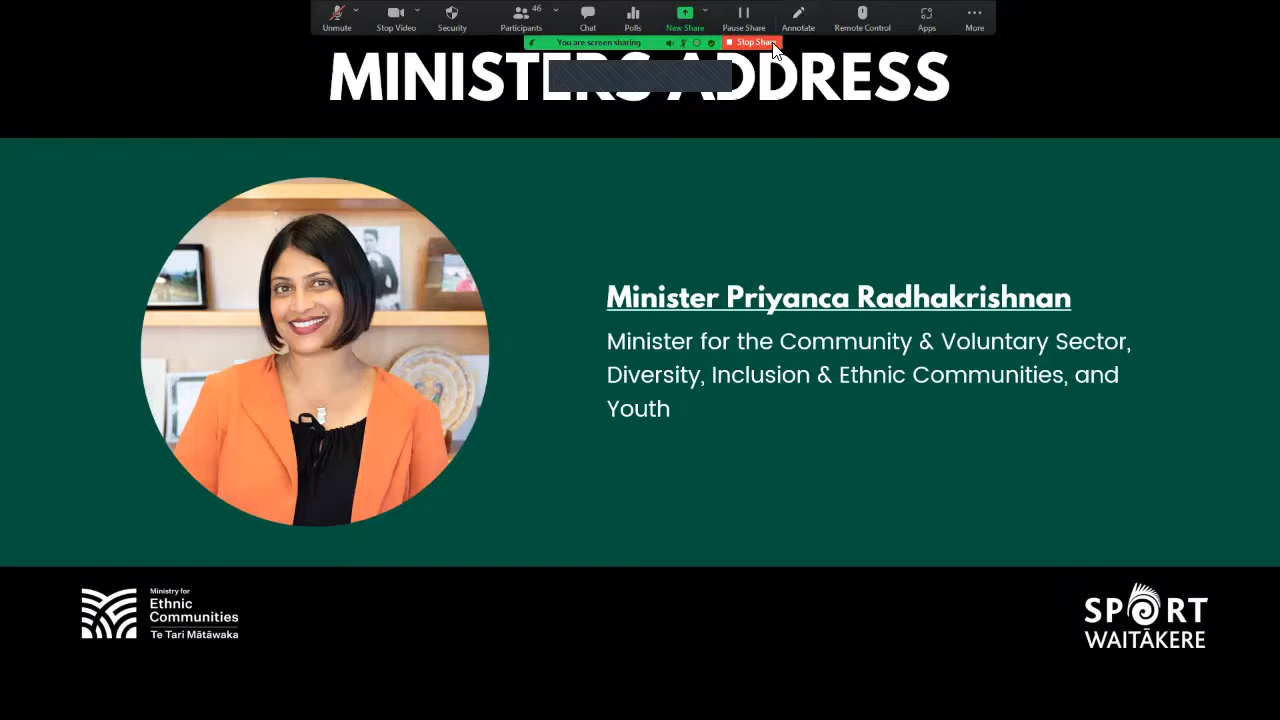 46
Unmute
Stop Video
Security
Participants
Chat
Polls
New Share
Pause Share
Annotate
Remote Control
Apps
More
You are screen sharing
Stop Share
MINISTERS ADDRESS
Minister Priyanca Radhakrishnan
Minister for the Community & Voluntary Sector,
Diversity, Inclusion & Ethnic Communities, and
Youth
Ministry for
Ethnic
Communities
Te Tari Mātāwaka
SPORT
WAITĀKERE